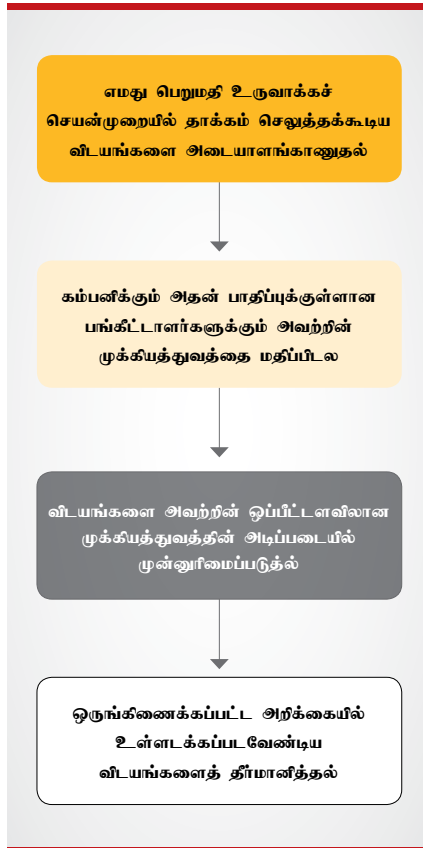 எமது பெறுமதி உருவாக்கச்
செயன்முறையில் தாக்கம் செலுத்தக்கூடிய
விடயங்களை அடையாளங்காணுதல்
கம்பனிக்கும் அதன் பாதிப்புக்குள்ளான
பங்கீட்டாளர்களுக்கும் அவற்றின்
முக்கியத்துவத்தை மதிப்பிடல
விடயங்களை அவற்றின் ஒப்பீட்டளவிலான
முக்கியத்துவத்தின் அடிப்படையில்
முன்னுரிமைப்படுத்ல்
ஒருங்கிணைக்கப்பட்ட அறிக்கையில்
உள்ளடக்கப்படவேண்டிய
விடயங்களைத் தீர்மானித்தல்